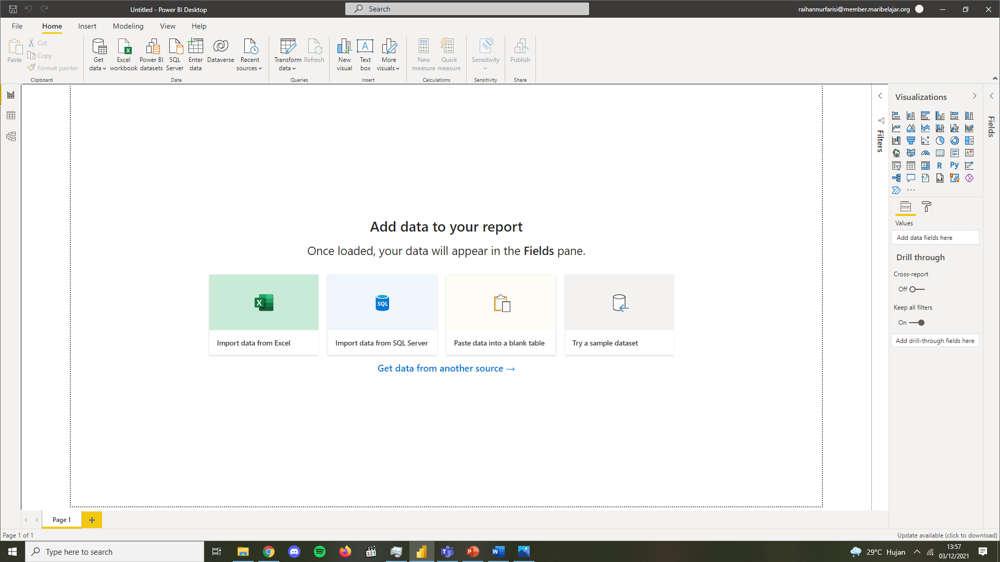 Untitled - Power BI Desktop
Search
raihannurfarisi@member.maribelajar.org
File Home Insert Modeling View Help
Paste
Cut
Copy
Format painter
Clipboard
Get data
Excel workbook
Power BI datasets
SQL Server
Enter data
Dataverse
Recent sources
Data
Transform data
Refresh
Queries
New visual
Text box
More visuals
Insert
New measure
Quick measure
Calculations
Sensitivity
Sensitivity
Publish
Share
Add data to your report
Once loaded, your data will appear in the Fields pane.
X
SQL
Import data from Excel
Import data from SQL Server
Paste data into a blank table
Try a sample dataset
Get data from another source →
Filters
Visualizations
123
R
Py
Values
Add data fields here
Drill through
Cross-report
Off
Keep all filters
On
Add drill-through fields here
Fields
Page 1
Page 1 of 1
Update available (click to download)
Type here to search
321
29°C Hujan
13:57
03/12/2021